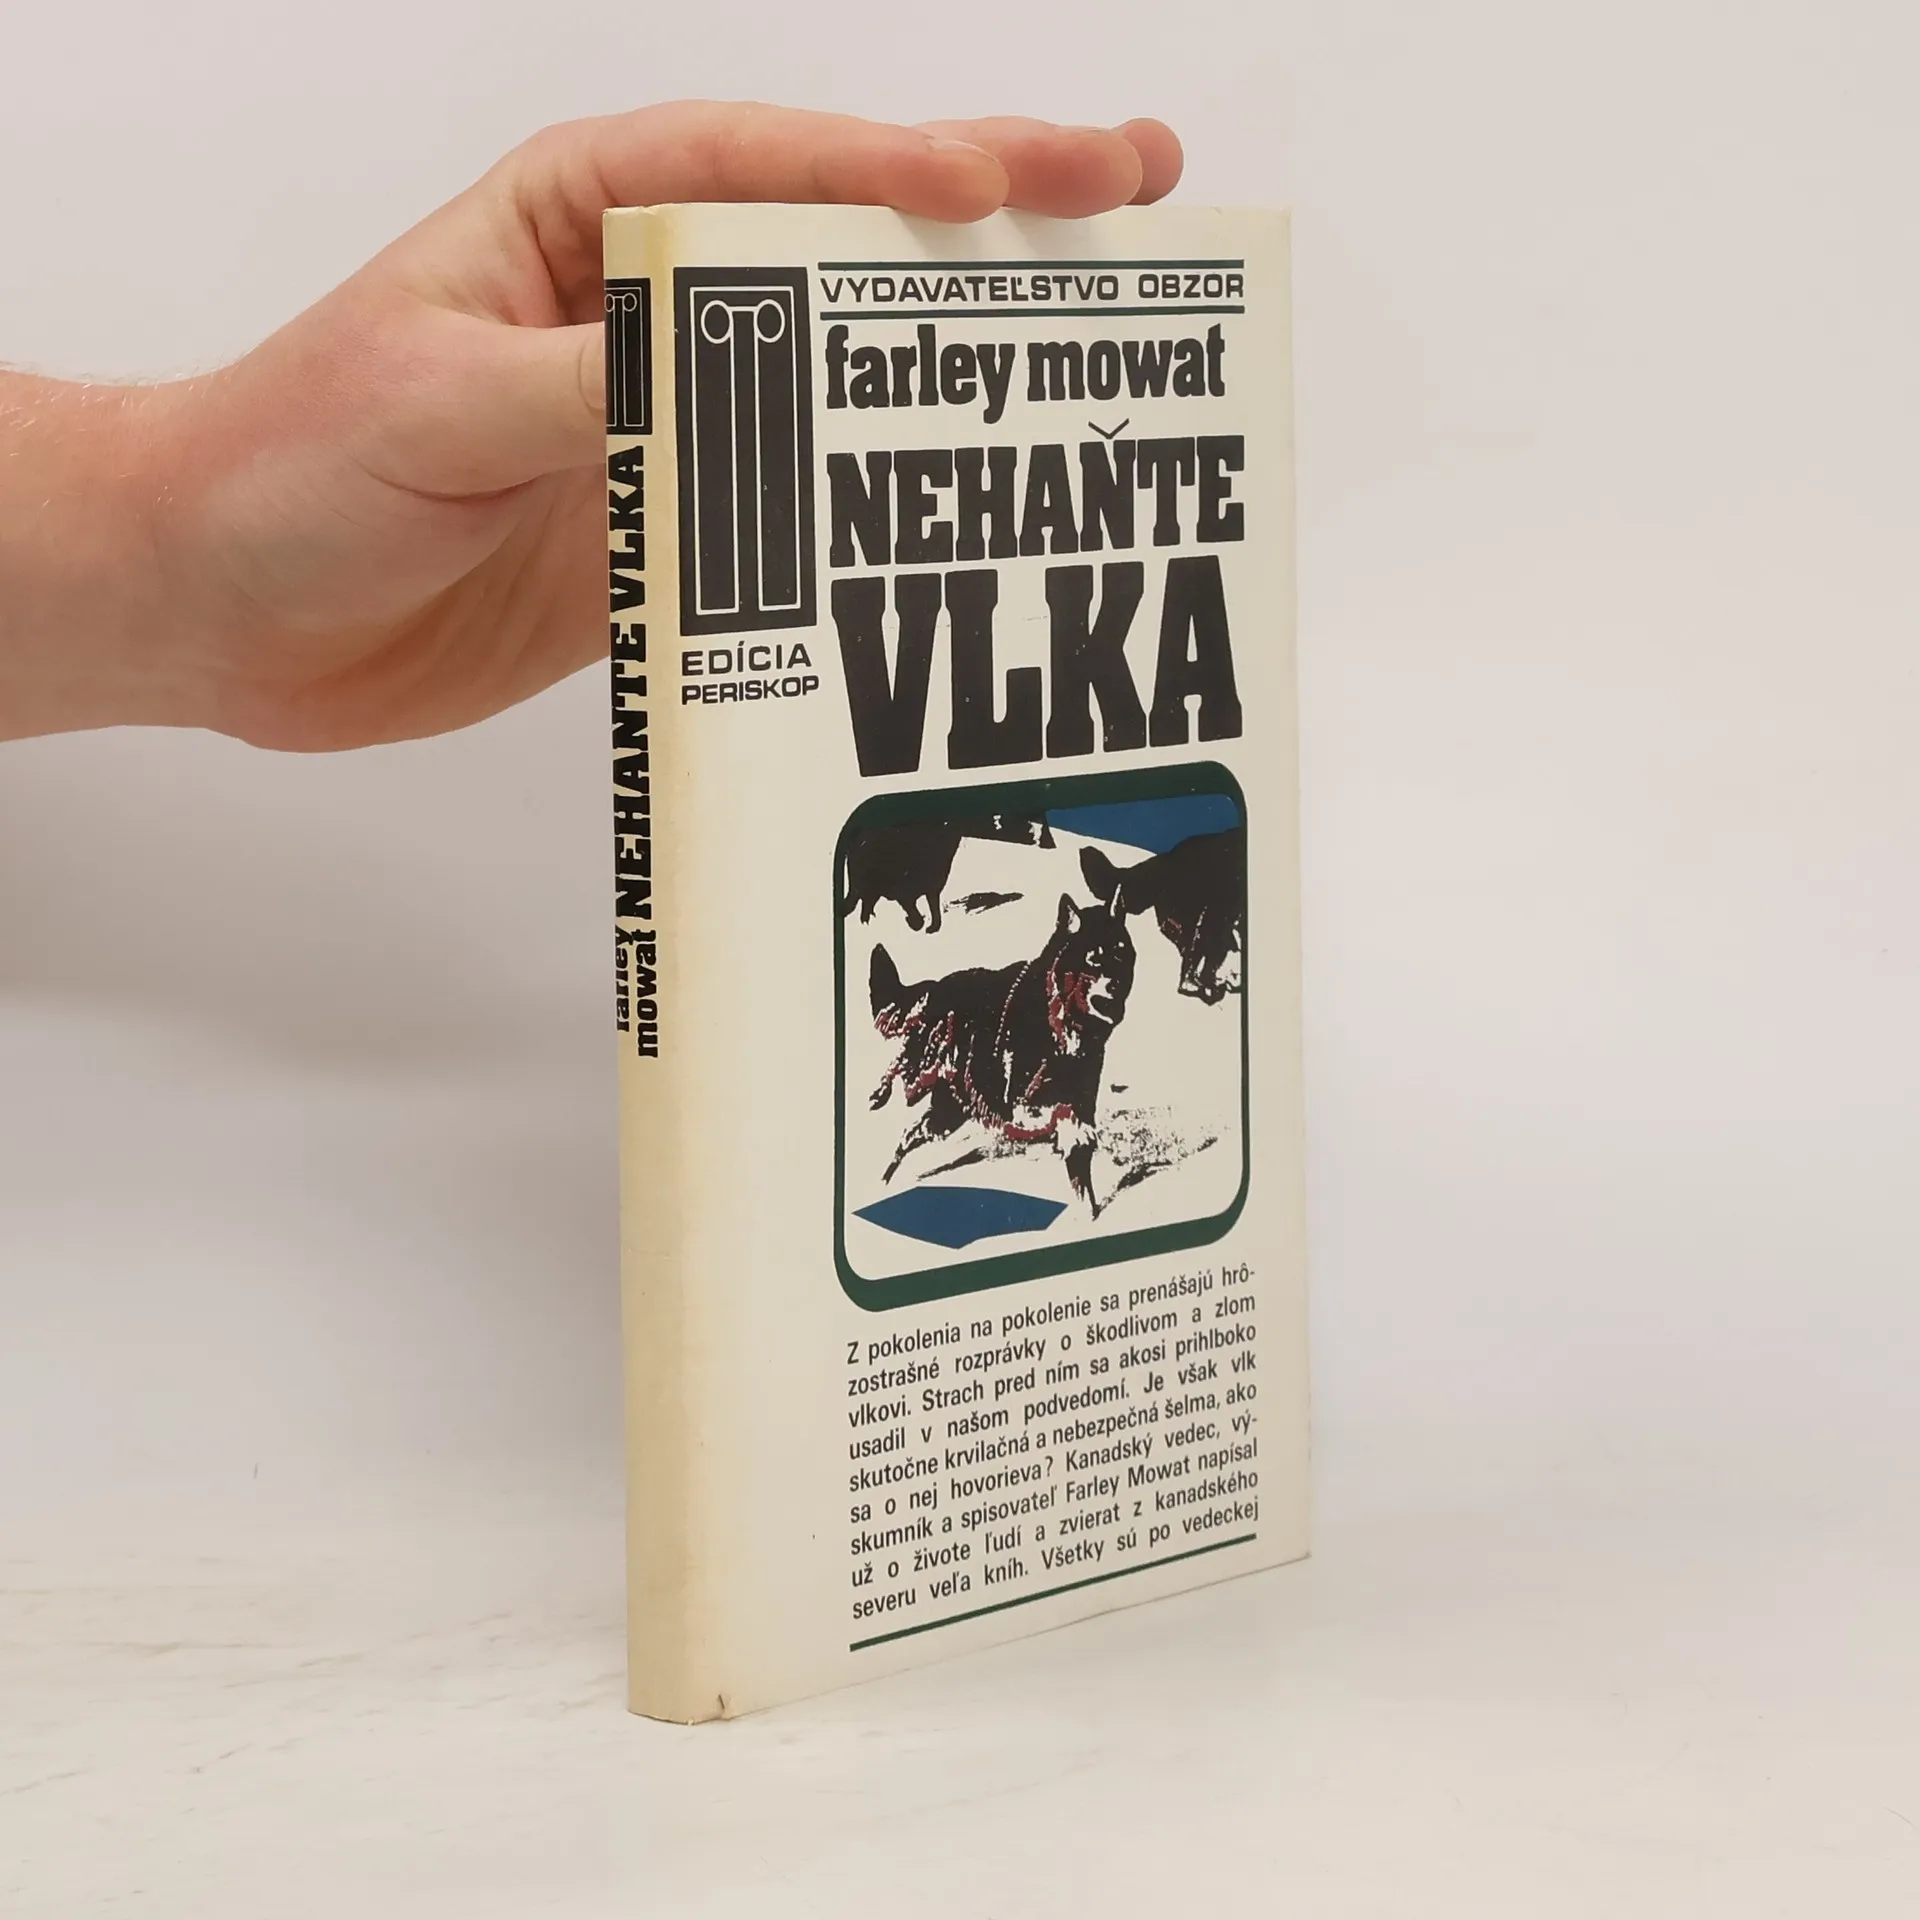 VYDAVATEĽSTVO OBZOR
farley mowat
NEHAŇTE
VLKA
EDÍCIA
PERISKOP
Z pokolenia na pokolenie sa prenášajú hrô-
zostrašné rozprávky o škodlivom a zlom
vlkovi. Strach pred ním sa akosi prihlboko
usadil v našom podvedomí. Je však vlk
skutočne krvilačná a nebezpečná šelma, ako
sa o nej hovorieva? Kanadský vedec, vý-
skumník a spisovateľ Farley Mowat napísal
už o živote ľudí a zvierat z kanadského
severu veľa kníh. Všetky sú po vedeckej
farley
mowat
NEHANTE VLKA